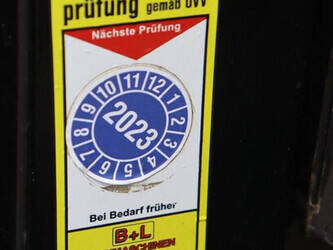 prüfung gemäß UVV
Nächste Prüfung
1 2 3 4 5 6 7 8 9 10 11 12
2023
Bei Bedarf früher
B+L